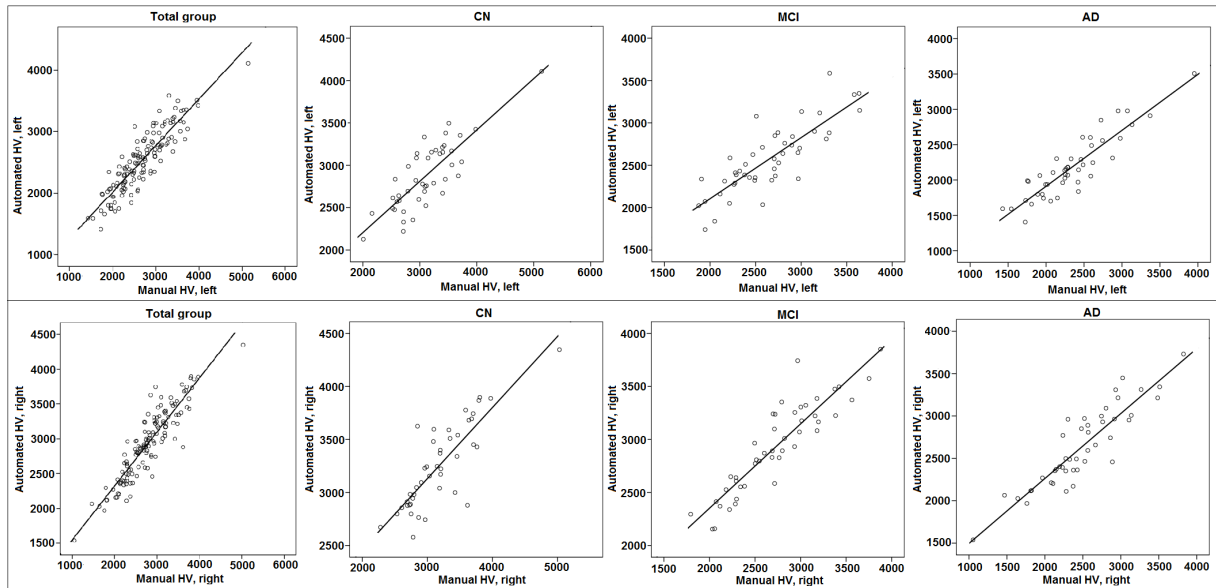 Total group
Automated HV, left
4000
3000
2000
1000
1000 2000 3000 4000 5000 6000
Manual HV, left
CN
Automated HV, left
4500
4000
3500
3000
2500
2000
2000 3000 4000 5000 6000
Manual HV, left
MCI
Automated HV, left
4000
3500
3000
2500
2000
1500
1500 2000 2500 3000 3500 4000
Manual HV, left
AD
Automated HV, left
4000
3500
3000
2500
2000
1500
1000
1000 1500 2000 2500 3000 3500 4000
Manual HV, left
Total group
Automated HV, right
4500
4000
3500
3000
2500
2000
1500
1000 2000 3000 4000 5000 6000
Manual HV, right
CN
Automated HV, right
4500
4000
3500
3000
2500
2000 3000 4000 5000 6000
Manual HV, right
MCI
Automated HV, right
4000
3500
3000
2500
2000
1500 2000 2500 3000 3500 4000
Manual HV, right
AD
Automated HV, right
4000
3500
3000
2500
2000
1500
1000 1500 2000 2500 3000 3500 4000
Manual HV, right